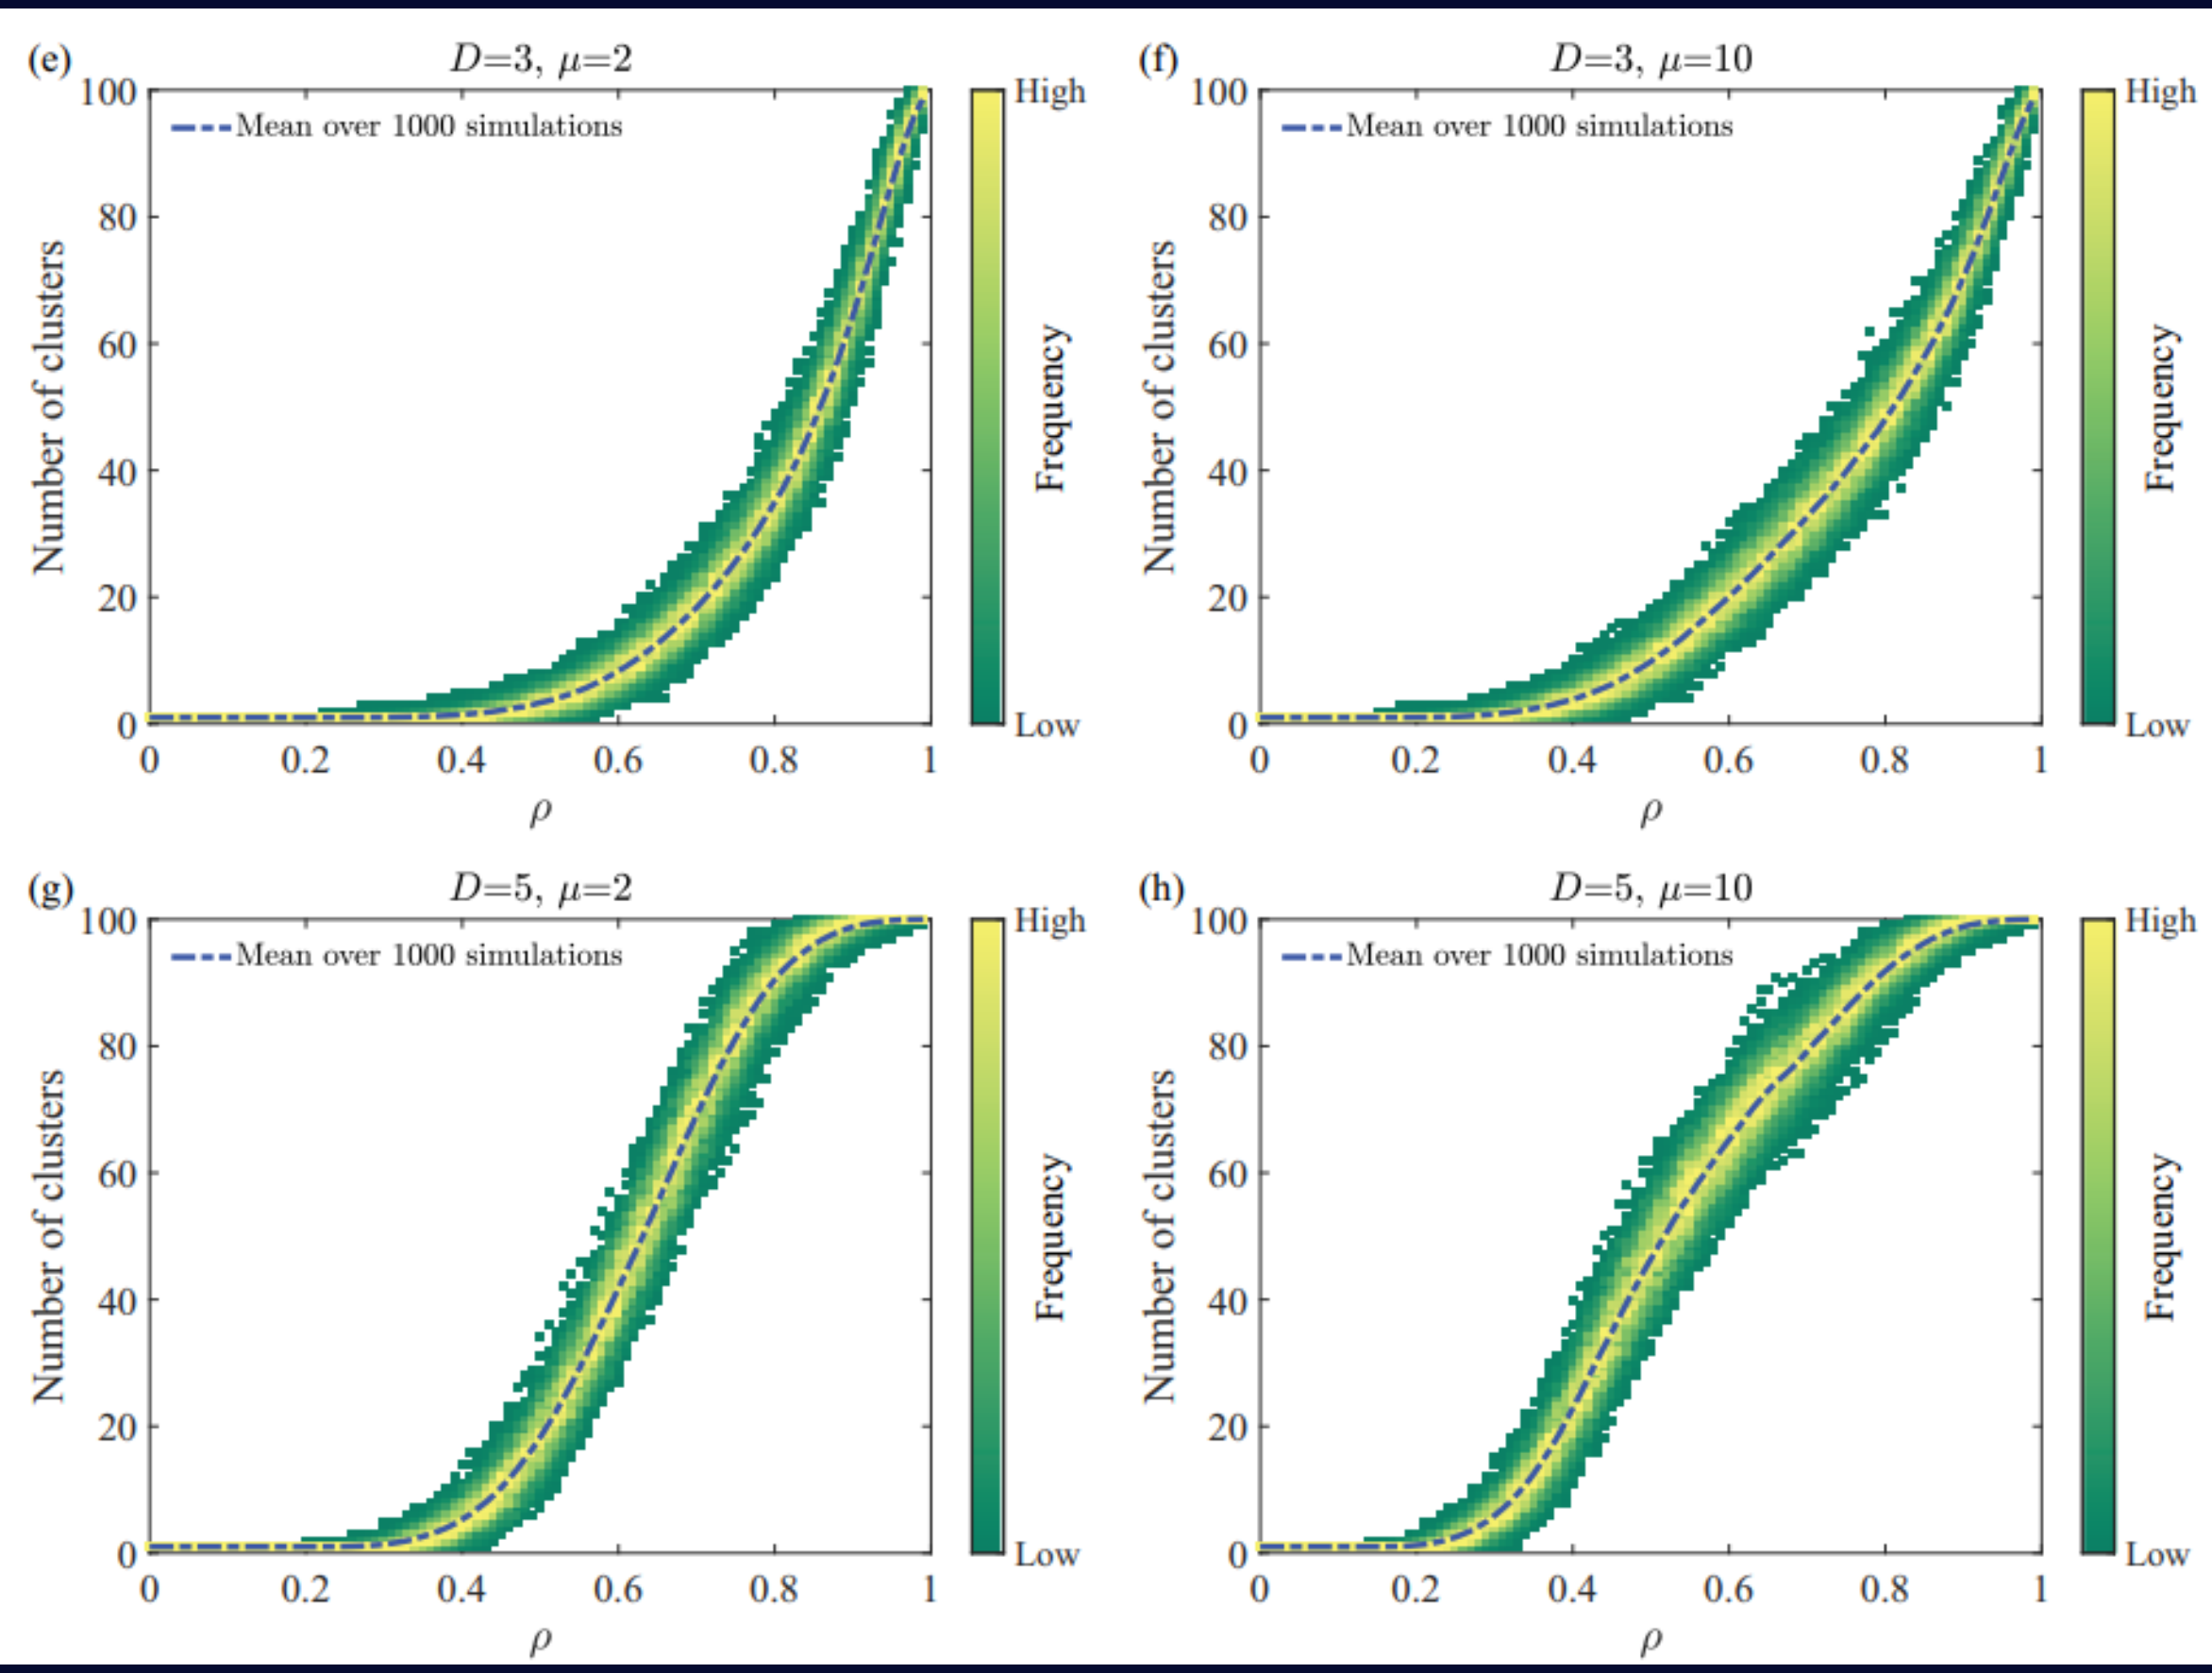 (e)
D=3, μ=2
Mean over 1000 simulations
100
80
60
40
20
0
0 0.2 0.4 0.6 0.8 1
Number of clusters
ρ
High
Frequency
Low
(f)
D=3, μ=10
Mean over 1000 simulations
100
80
60
40
20
0
0 0.2 0.4 0.6 0.8 1
Number of clusters
ρ
High
Frequency
Low
(g)
D=5, μ=2
Mean over 1000 simulations
100
80
60
40
20
0
0 0.2 0.4 0.6 0.8 1
Number of clusters
ρ
High
Frequency
Low
(h)
D=5, μ=10
Mean over 1000 simulations
100
80
60
40
20
0
0 0.2 0.4 0.6 0.8 1
Number of clusters
ρ
High
Frequency
Low